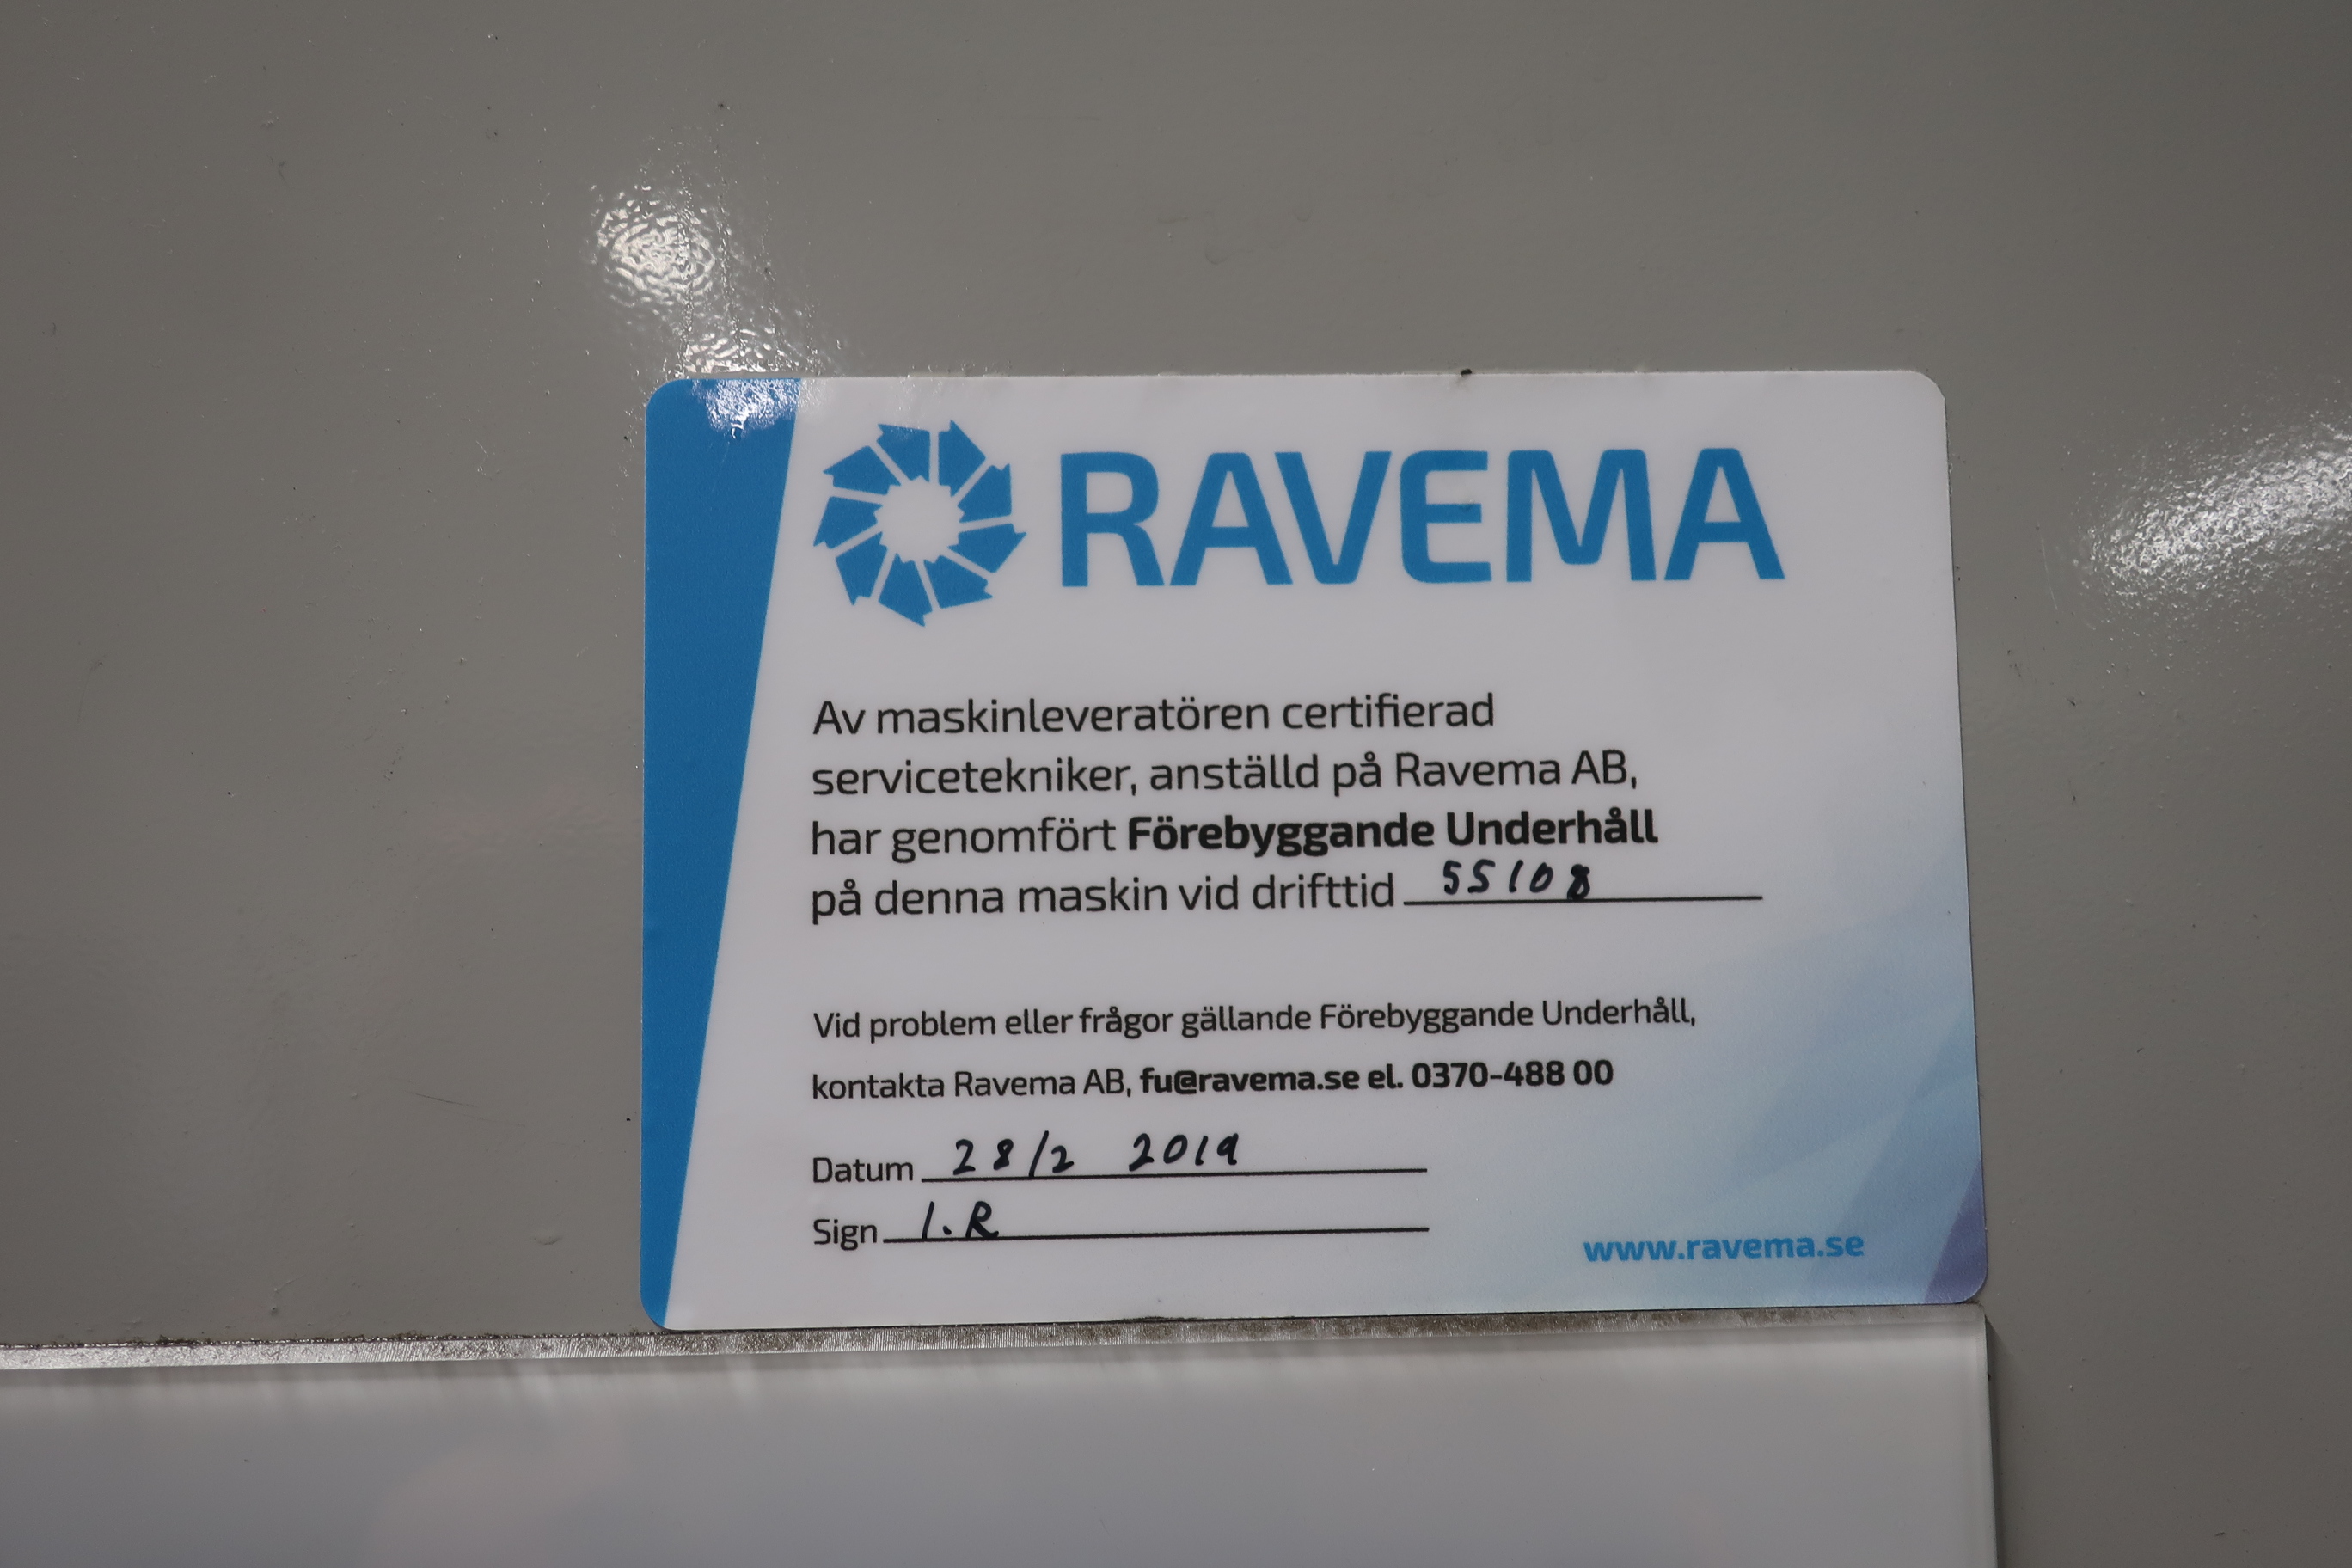 RAVEMA
Av maskinleveratören certifierad
servicetekniker, anställd på Ravema AB,
har genomfört Förebyggande Underhåll
på denna maskin vid drifttid 55108
Vid problem eller frågor gällande Förebyggande Underhåll,
kontakta Ravema AB, fu@ravema.se el. 0370-488 00
Datum 28/2 2019
Sign I.R
www.ravema.se